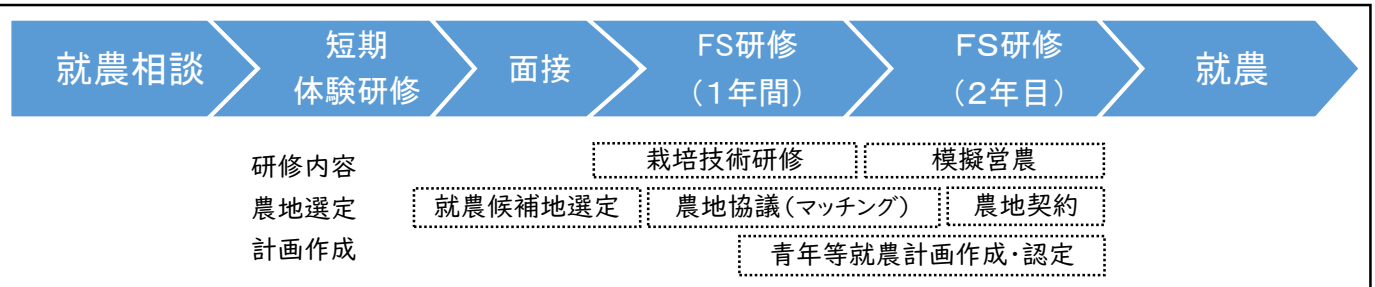 就農相談
短期
体験研修
面接
FS研修
（1年間）
ＦＳ研修
（2年目）
就農
研修内容
栽培技術研修
模擬営農
農地選定
就農候補地選定
農地協議（マッチング）
農地契約
計画作成
青年等就農計画作成・認定